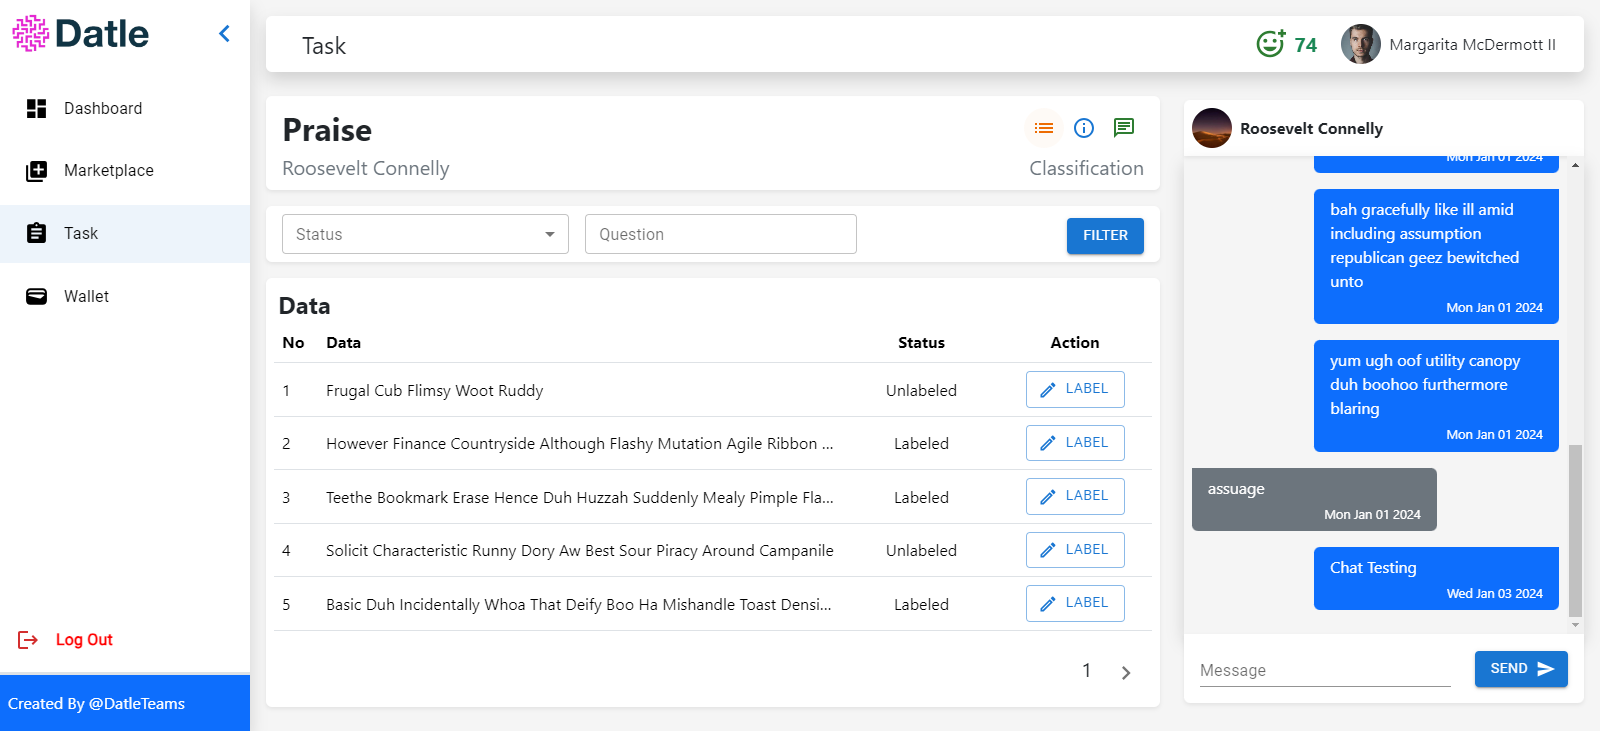 Datle
Dashboard
Marketplace
Task
Wallet
Log Out
Created By @DatleTeams
Task
74
Margarita McDermott II
Praise
Roosevelt Connelly
Classification
Status
Question
FILTER
Data
No Data Status Action
1 Frugal Cub Flimsy Woot Ruddy Unlabeled LABEL
2 However Finance Countryside Although Flashy Mutation Agile Ribbon ... Labeled LABEL
3 Teethe Bookmark Erase Hence Duh Huzzah Suddenly Mealy Pimple Fla... Labeled LABEL
4 Solicit Characteristic Runny Dory Aw Best Sour Piracy Around Campanile Unlabeled LABEL
5 Basic Duh Incidentally Whoa That Deify Boo Ha Mishandle Toast Densi... Labeled LABEL
1
Roosevelt Connelly
Mon Jan 01 2024
bah gracefully like ill amid
including assumption
republican geez bewitched
unto
Mon Jan 01 2024
yum ugh oof utility canopy
duh boohoo furthermore
blaring
Mon Jan 01 2024
assuage
Mon Jan 01 2024
Chat Testing
Wed Jan 03 2024
Message
SEND